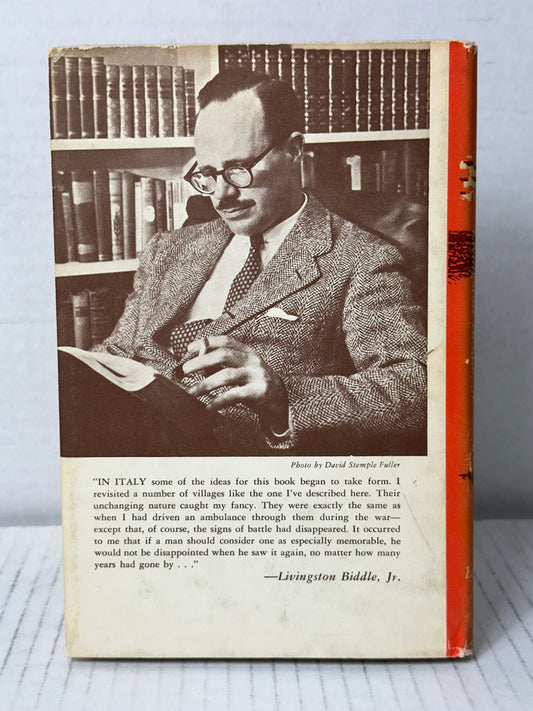 Photo by David Stemple Fuller
"IN ITALY some of the ideas for this book began to take form. I
revisited a number of villages like the one I've described here. Their
unchanging nature caught my fancy. They were exactly the same as
when I had driven an ambulance through them during the war—
except that, of course, the signs of battle had disappeared. It occurred
to me that if a man should consider one as especially memorable, he
would not be disappointed when he saw it again, no matter how many
years had gone by . . ."
—Livingston Biddle, Jr.